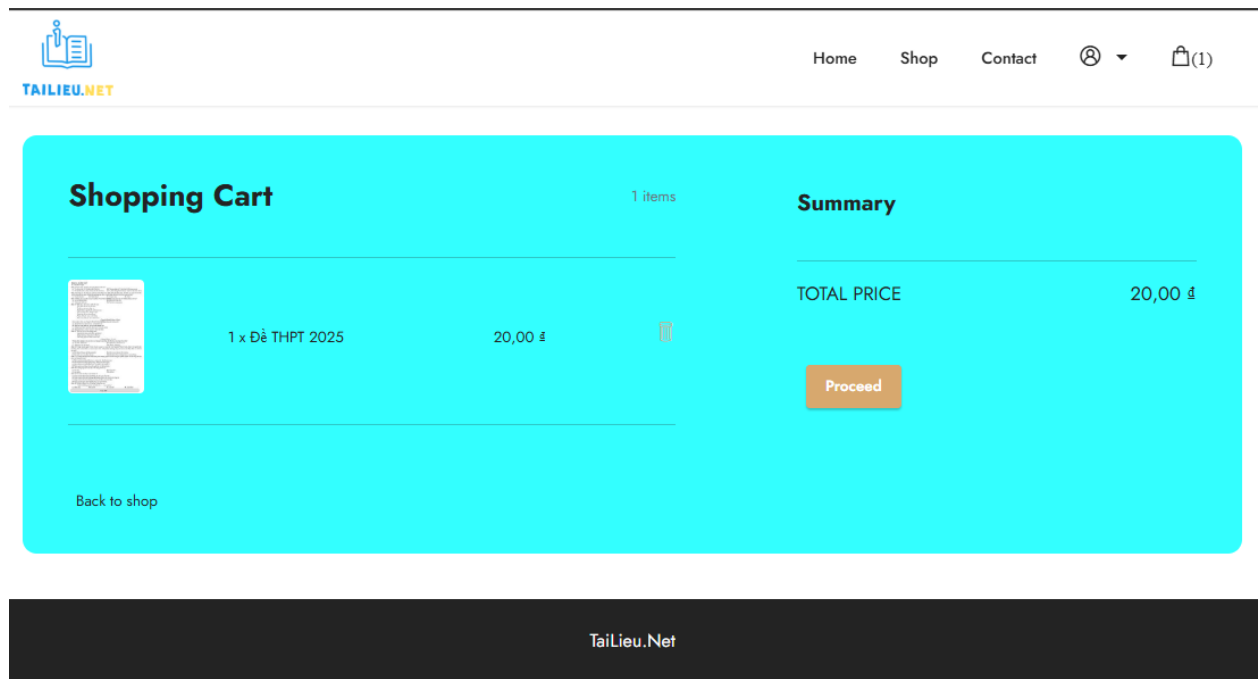 TAILIEU.NET
Home Shop Contact (1)
Shopping Cart
1 items
1 x Đề THPT 2025 20,00 ₫
Back to shop
Summary
TOTAL PRICE 20,00 ₫
Proceed
TaiLieu.Net